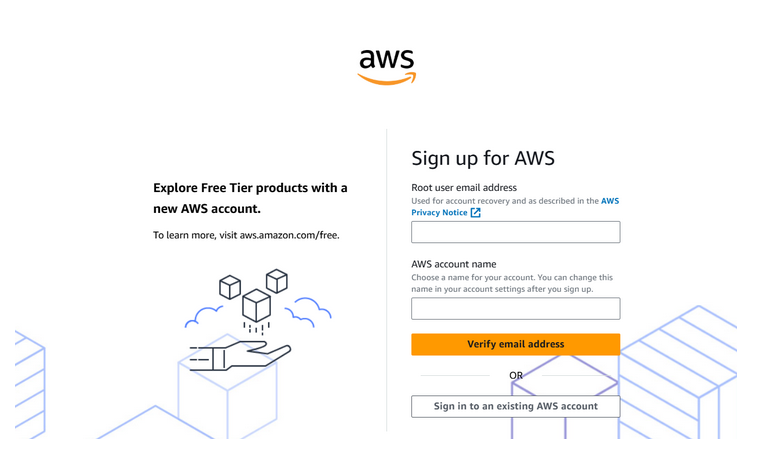 aws
Explore Free Tier products with a
new AWS account.
To learn more, visit aws.amazon.com/free.
Sign up for AWS
Root user email address
Used for account recovery and as described in the AWS
Privacy Notice
AWS account name
Choose a name for your account. You can change this
name in your account settings after you sign up.
Verify email address
OR
Sign in to an existing AWS account